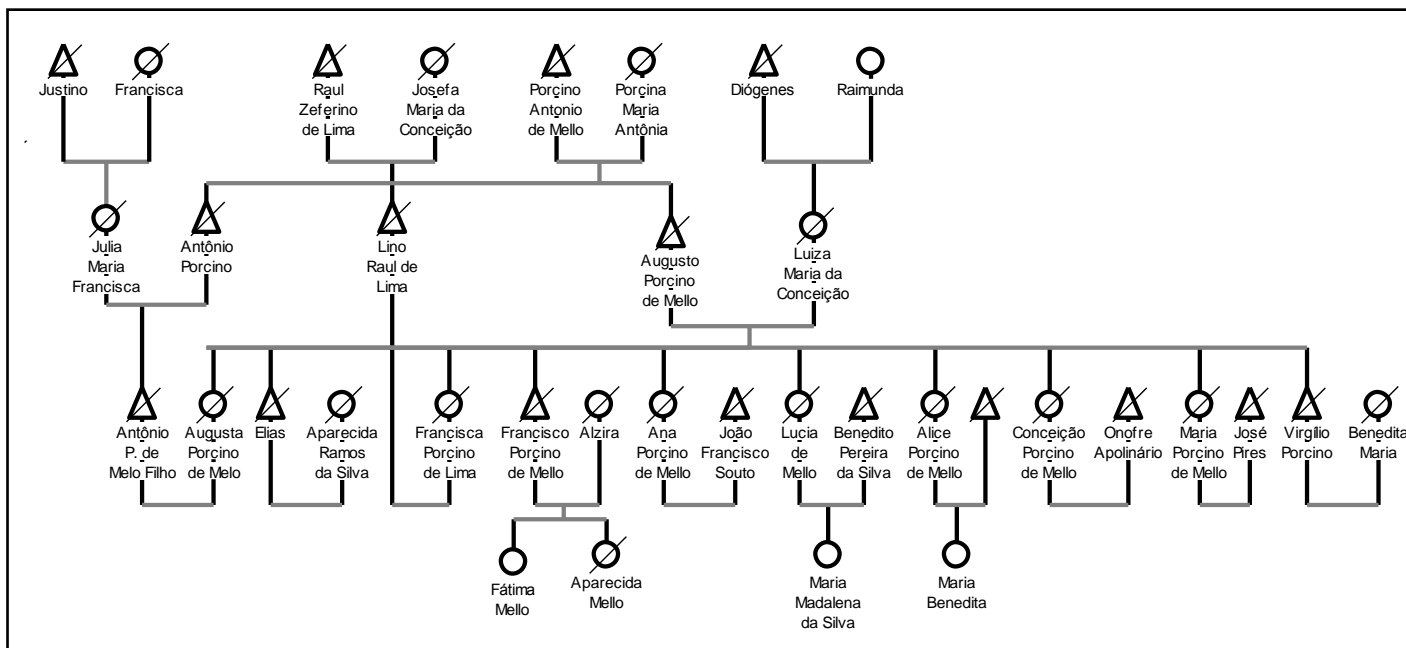 Justino
Francisca
Raul
Zeferino
de Lima
Josefa
Maria da
Conceição
Porçino
Antonio
de Mello
Porçina
Maria
Antônia
Diógenes
Raimunda
Julia
Maria
Francisca
Antônio
Porcino
Lino
Raul de
Lima
Augusto
Porcino
de Mello
Luiza
Maria da
Conceição
Antônio
P. de
Melo Filho
Augusta
Porçino
de Melo
Elias
Aparecida
Ramos
da Silva
Francisca
Porçino
de Lima
Francisco
Porçino
de Mello
Alzira
Ana
Porcino
de Mello
João
Francisco
Souto
Lucia
de
Mello
Benedito
Pereira
da Silva
Alice
Porcino
de Mello
Conceição
Porcino
de Mello
Onofre
Apolinário
Maria
Porcino
de Mello
José
Pires
Virgílio
Porcino
Benedita
Maria
Fátima
Mello
Aparecida
Mello
Maria
Madalena
da Silva
Maria
Benedita